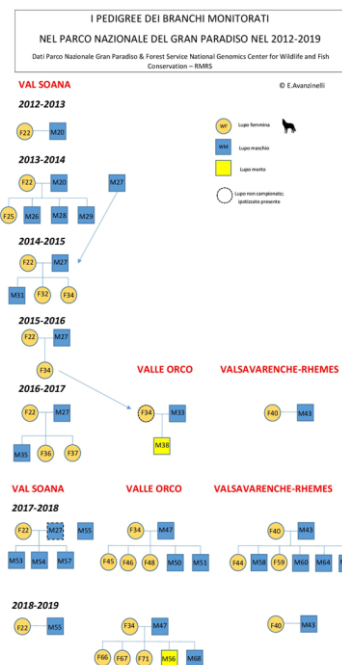 I PEDIGREE DEI BRANCHI MONITORATI
NEL PARCO NAZIONALE DEL GRAN PARADISO NEL 2012-2019
Dati Parco Nazionale Gran Paradiso & Forest Service National Genomics Center for Wildlife and Fish
Conservation – RMRS
VAL SOANA
© E.Avanzinelli
2012-2013
F22 M20
WF Lupo femmina
WM Lupo maschio
Lupo morto
Lupo non campionato;
ipotizzato presente
2013-2014
F22 M20 M27
F25 M26 M28 M29
2014-2015
F22 M27
M31 F32 F34
2015-2016
F22 M27
F34
VALLE ORCO VALSAVARENCHE-RHEMES
2016-2017
F22 M27 F34 M33 F40 M43
M35 F36 F37 M38
VAL SOANA VALLE ORCO VALSAVARENCHE-RHEMES
2017-2018
F22 M27 M55 F34 M47 F40 M43
M53 M54 M57 F45 F46 F48 M50 M51 F44 M58 F59 M60 M64
2018-2019
F22 M55 F34 M47 F40 M43
F66 F67 F71 M56 M68